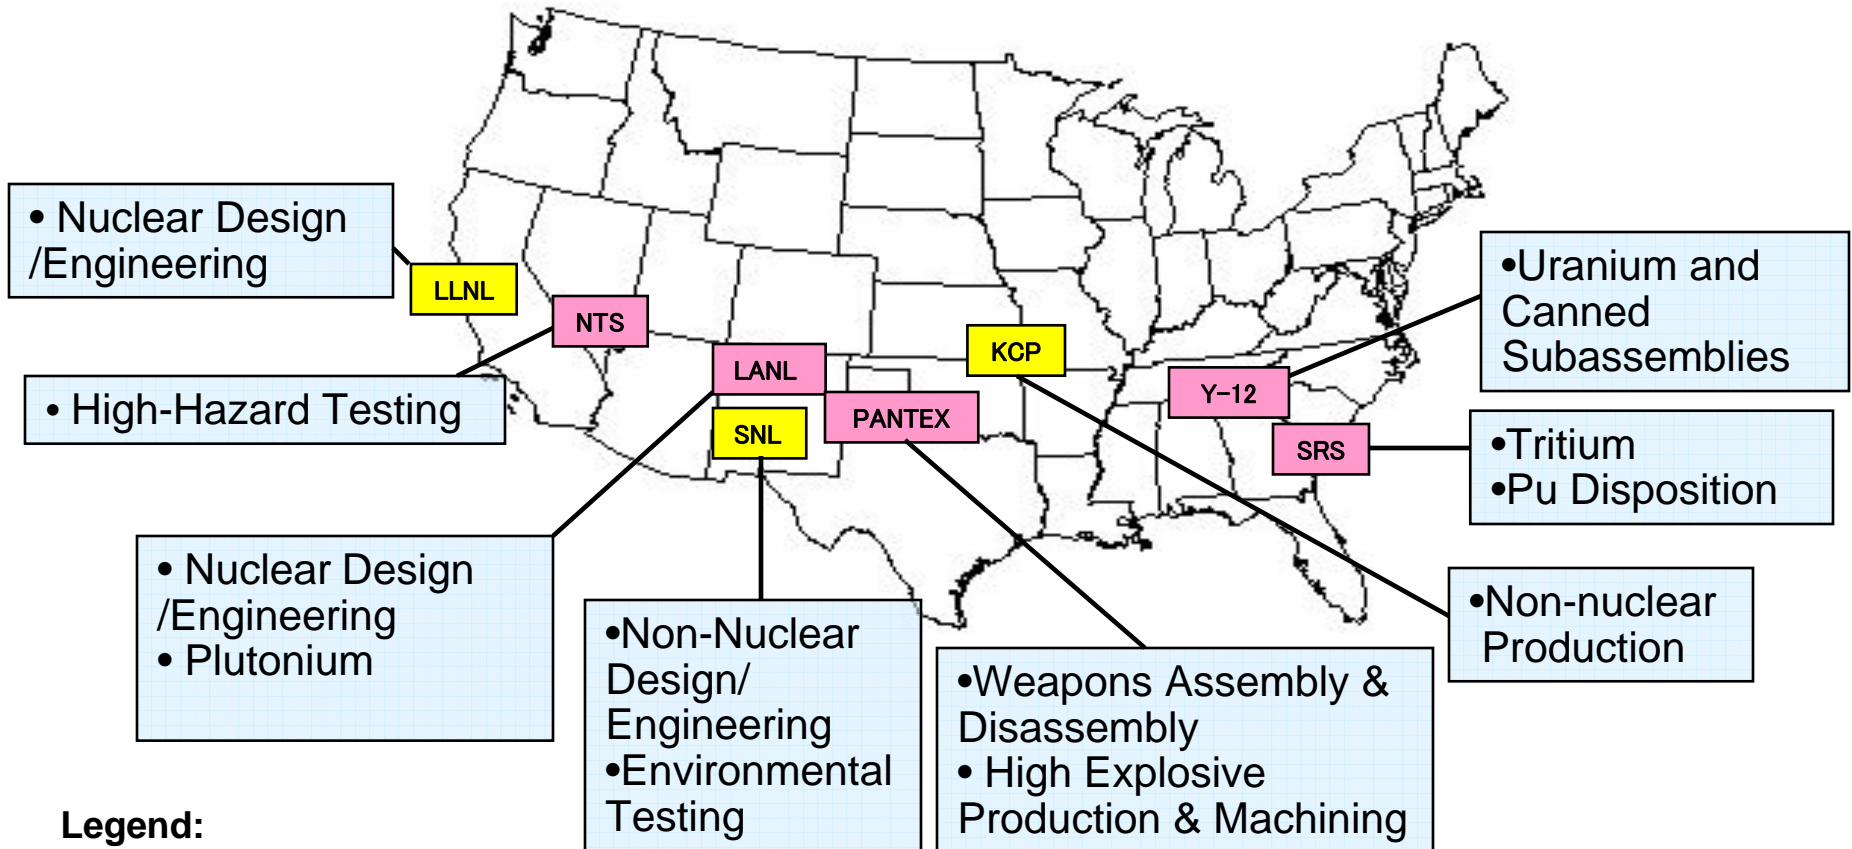 • Nuclear Design
/Engineering
LLNL
NTS
• High-Hazard Testing
LANL
SNL
PANTEX
KCP
Y-12
SRS
•Uranium and
Canned
Subassemblies
•Tritium
•Pu Disposition
• Nuclear Design
/Engineering
• Plutonium
•Non-Nuclear
Design/
Engineering
•Environmental
Testing
•Weapons Assembly &
Disassembly
• High Explosive
Production & Machining
•Non-nuclear
Production
Legend: